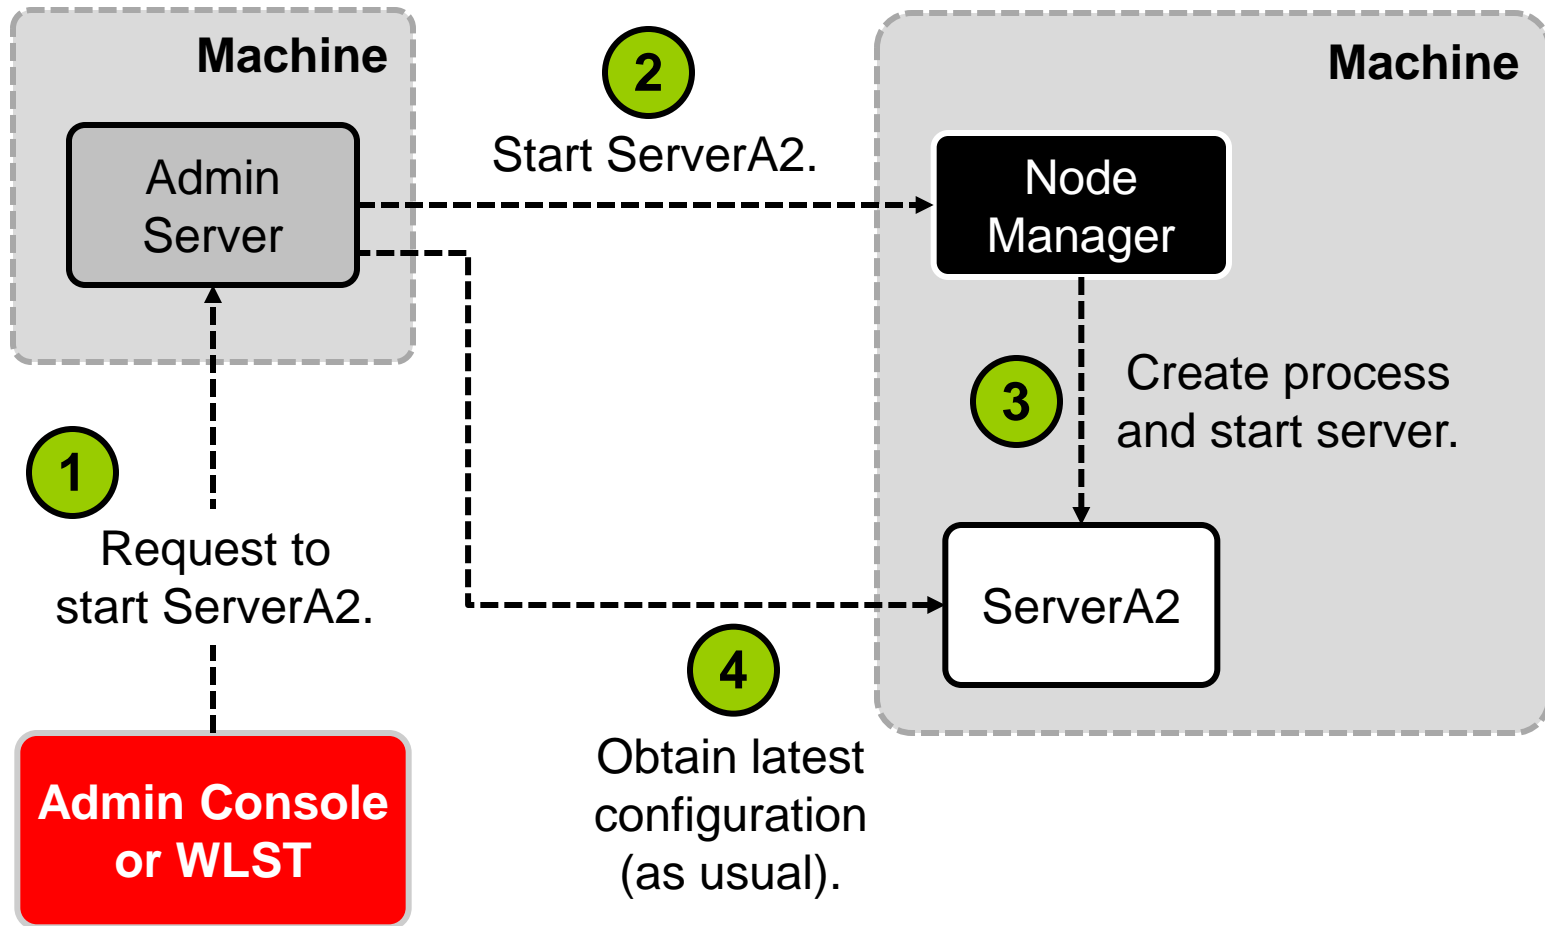 Machine
Admin
Server
2
Start ServerA2.
Machine
Node
Manager
3
Create process
and start server.
1
Request to
start ServerA2.
ServerA2
4
Obtain latest
configuration
(as usual).
Admin Console
or WLST